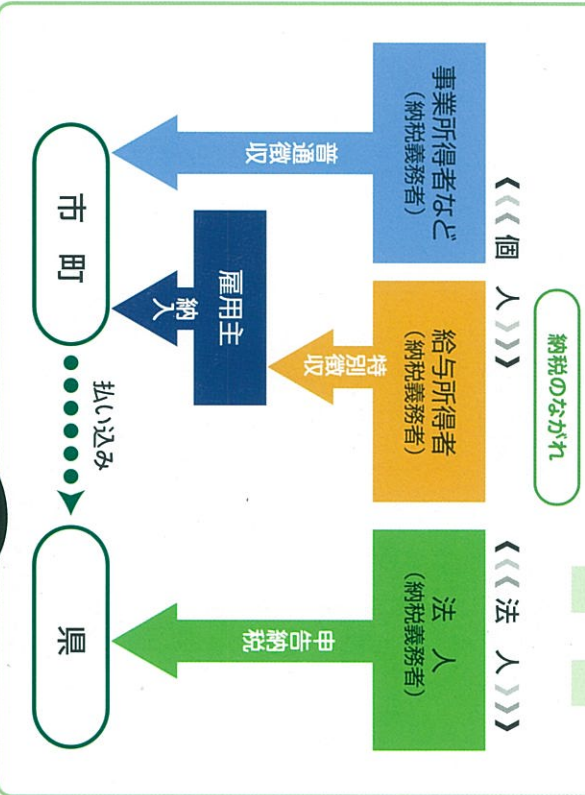 納税のながれ
《《《 個　人 》》》
《《《 法　人 》》》
事業所得者など
（納税義務者）
給与所得者
（納税義務者）
法　人
（納税義務者）
普通徴収
特別徴収
申告納税
雇用主
納入
市　町
払い込み
県